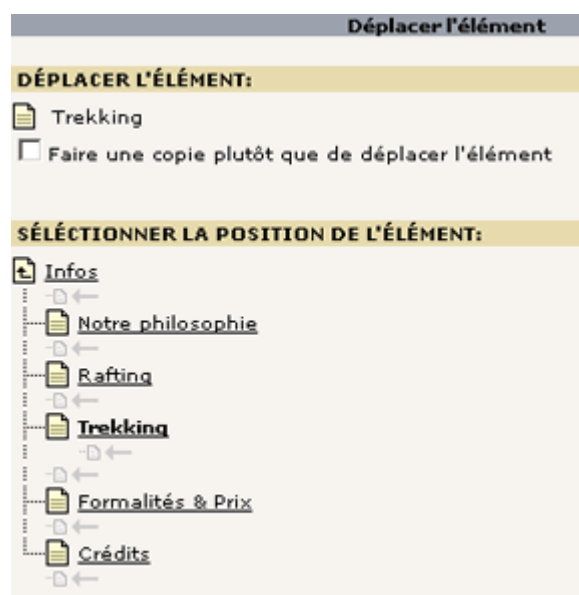 Déplacer l'élément
DÉPLACER L'ÉLÉMENT:
Trekking
Faire une copie plutôt que de déplacer l'élément
SÉLÉCTIONNER LA POSITION DE L'ÉLÉMENT:
Infos
Notre philosophie
Rafting
Trekking
Formalités & Prix
Crédits